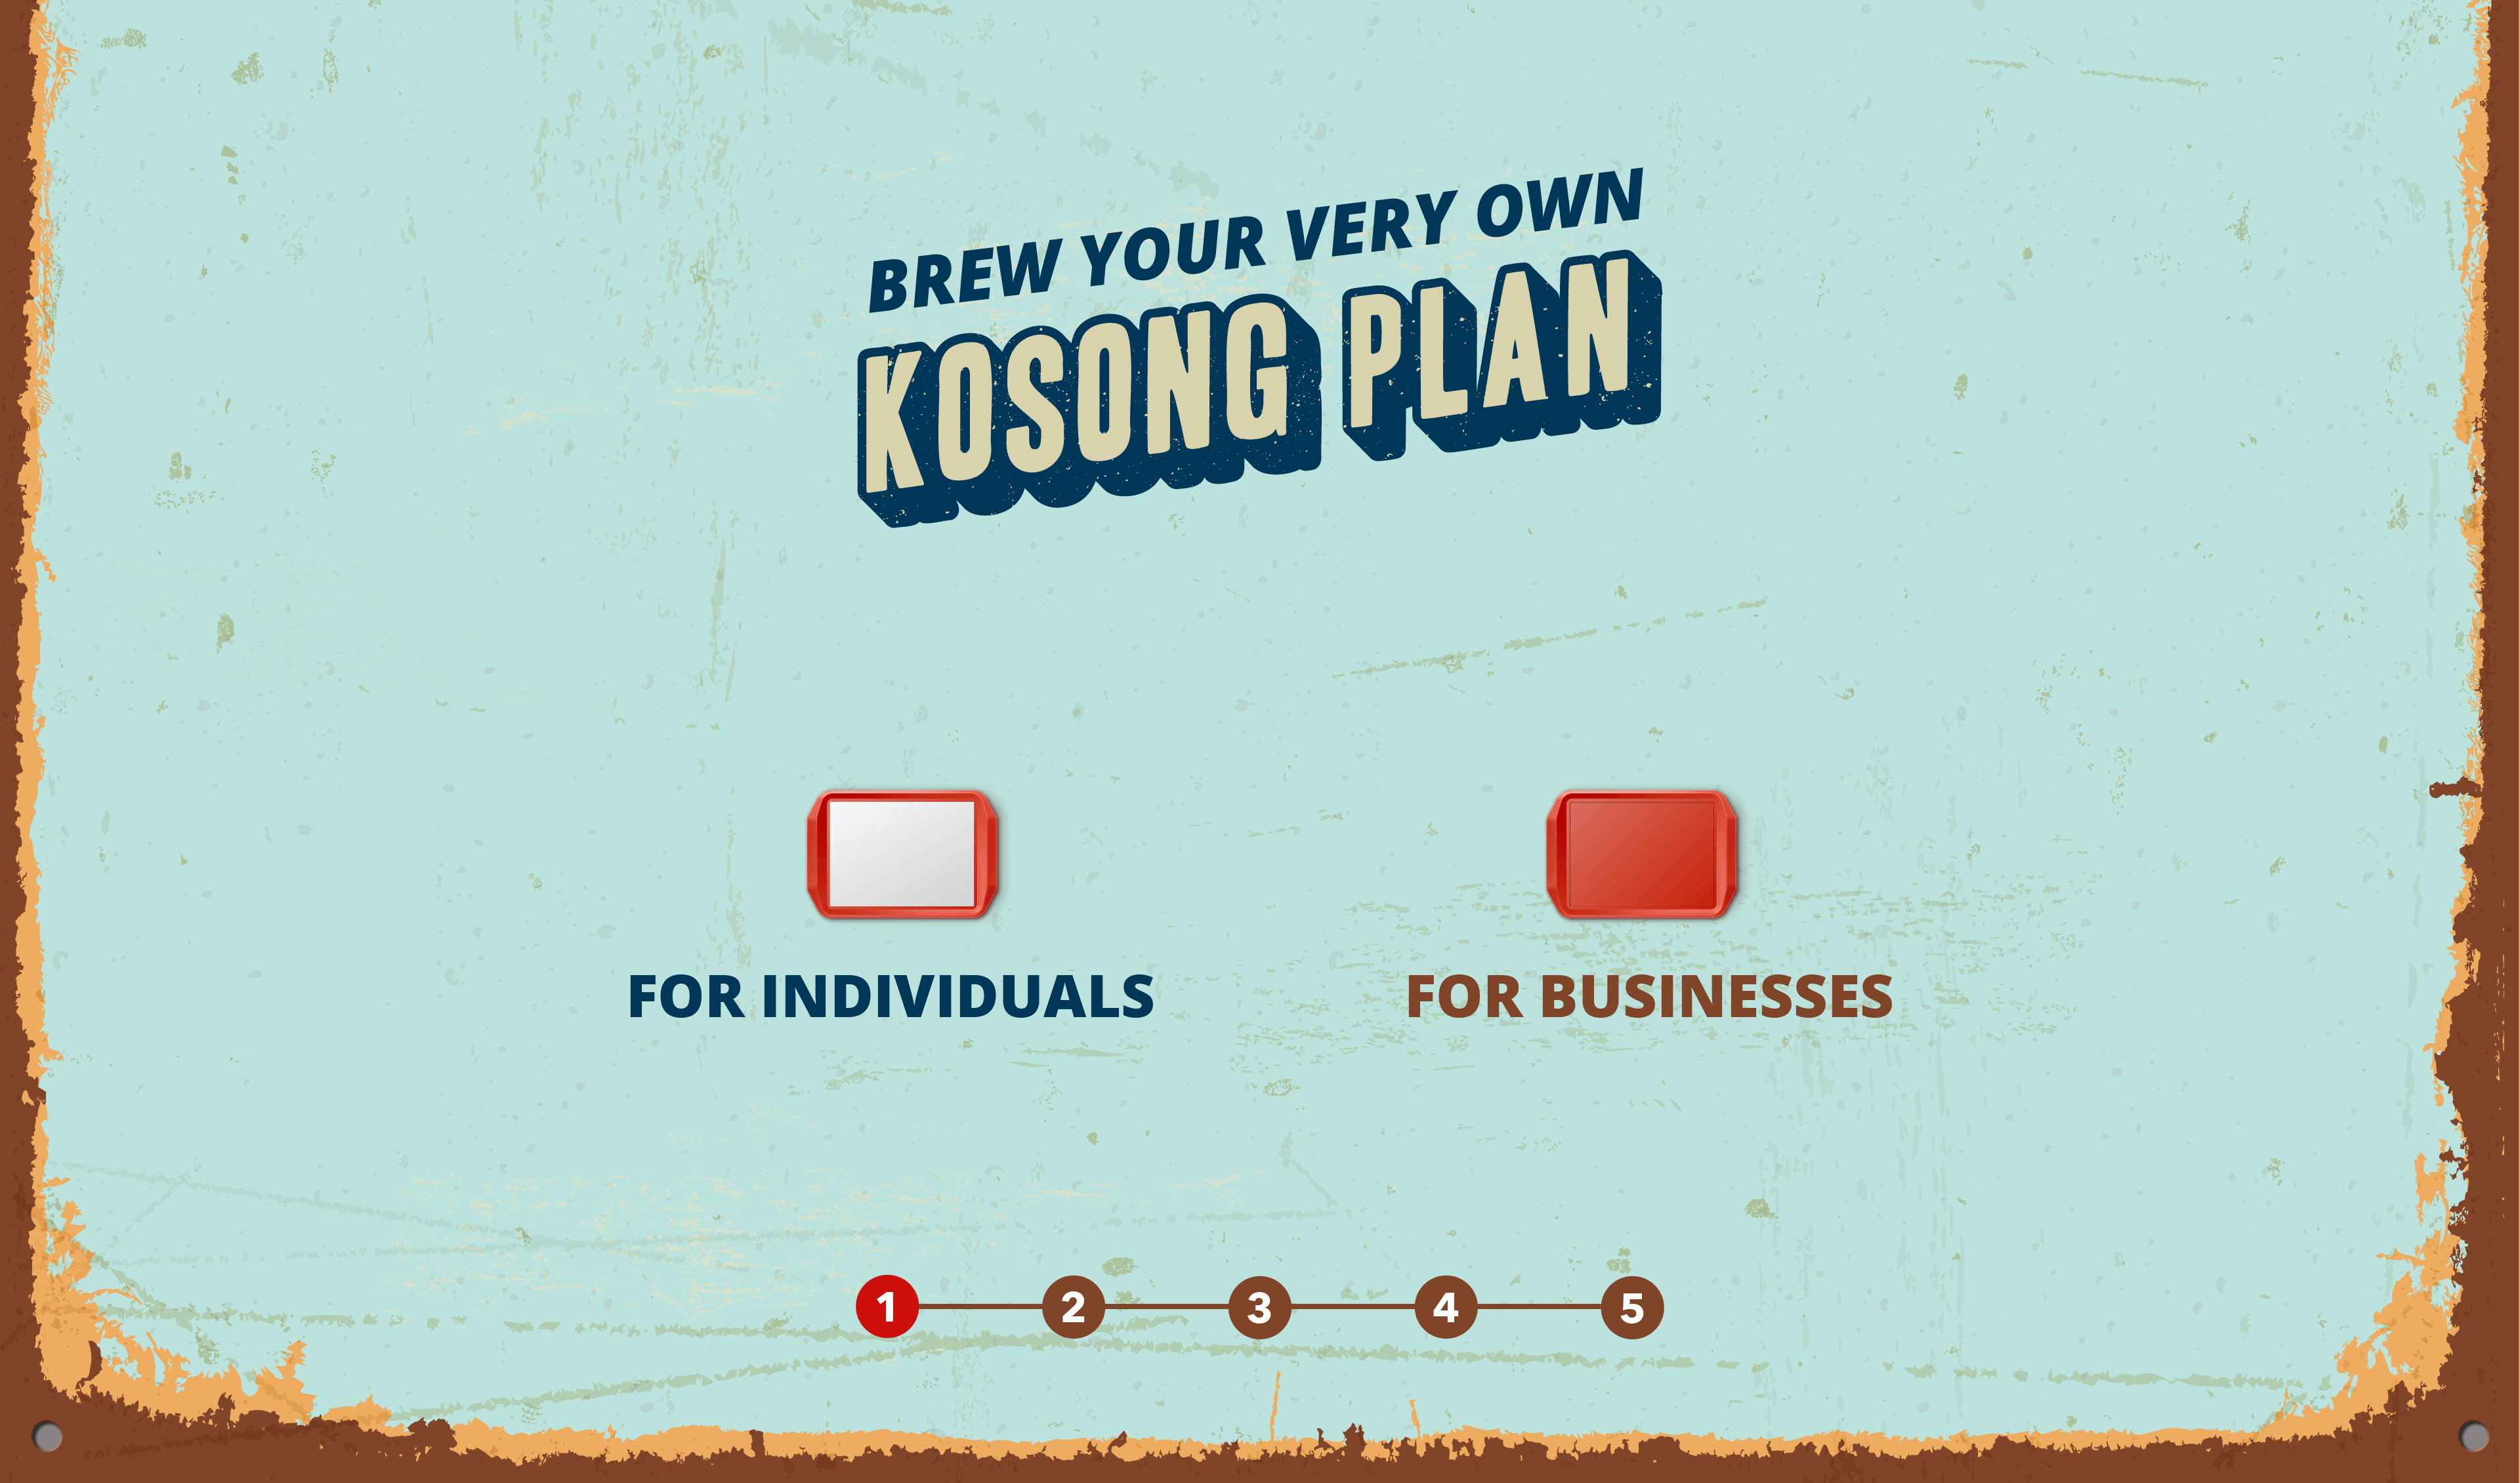 BREW YOUR VERY OWN
KOSONG PLAN
FOR INDIVIDUALS
FOR BUSINESSES
1 2 3 4 5